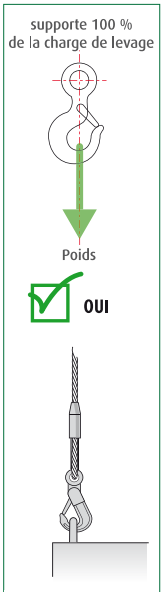 supporte 100 %
de la charge de levage
Poids
OUI